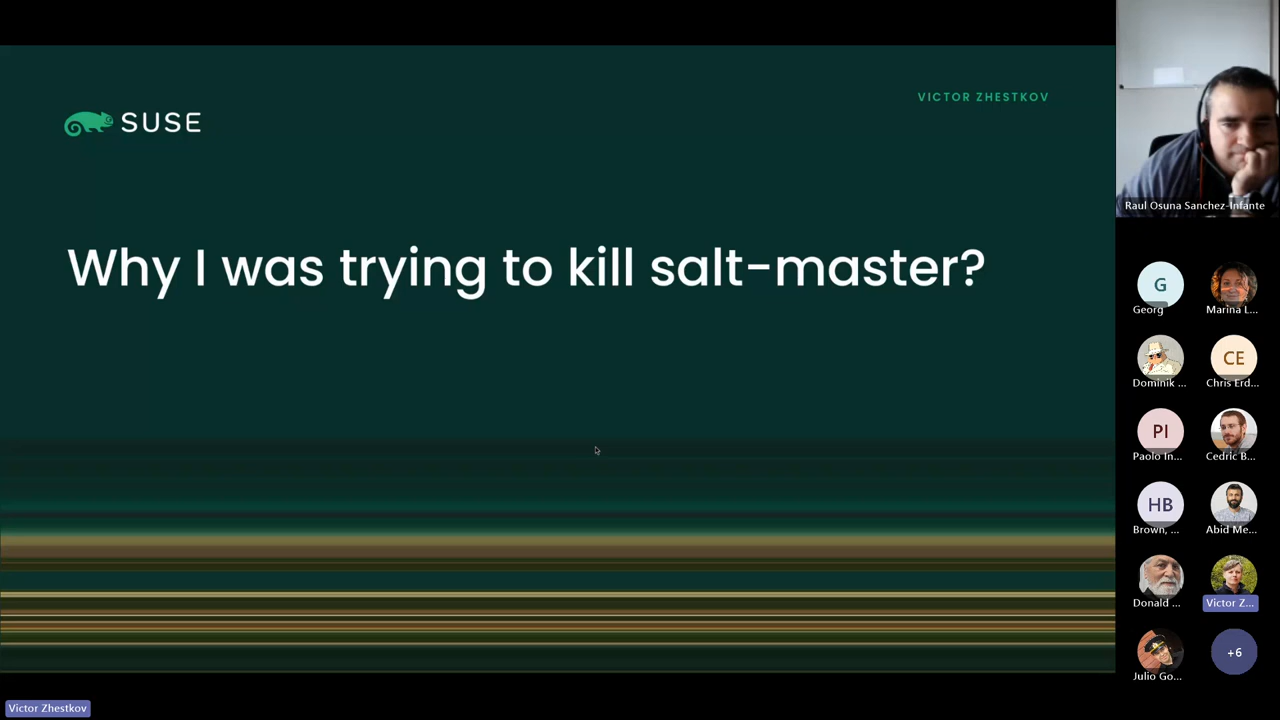 SUSE
VICTOR ZHESTKOV
Why I was trying to kill salt-master?
Raul Osuna Sanchez-Infante
G
Georg
Marina L...
Dominik ...
CE
Chris Erd...
PI
Paolo In...
Cedric B...
HB
Brown, ...
Abid Me...
Donald ...
Victor Z...
Julio Go...
+6
Victor Zhestkov